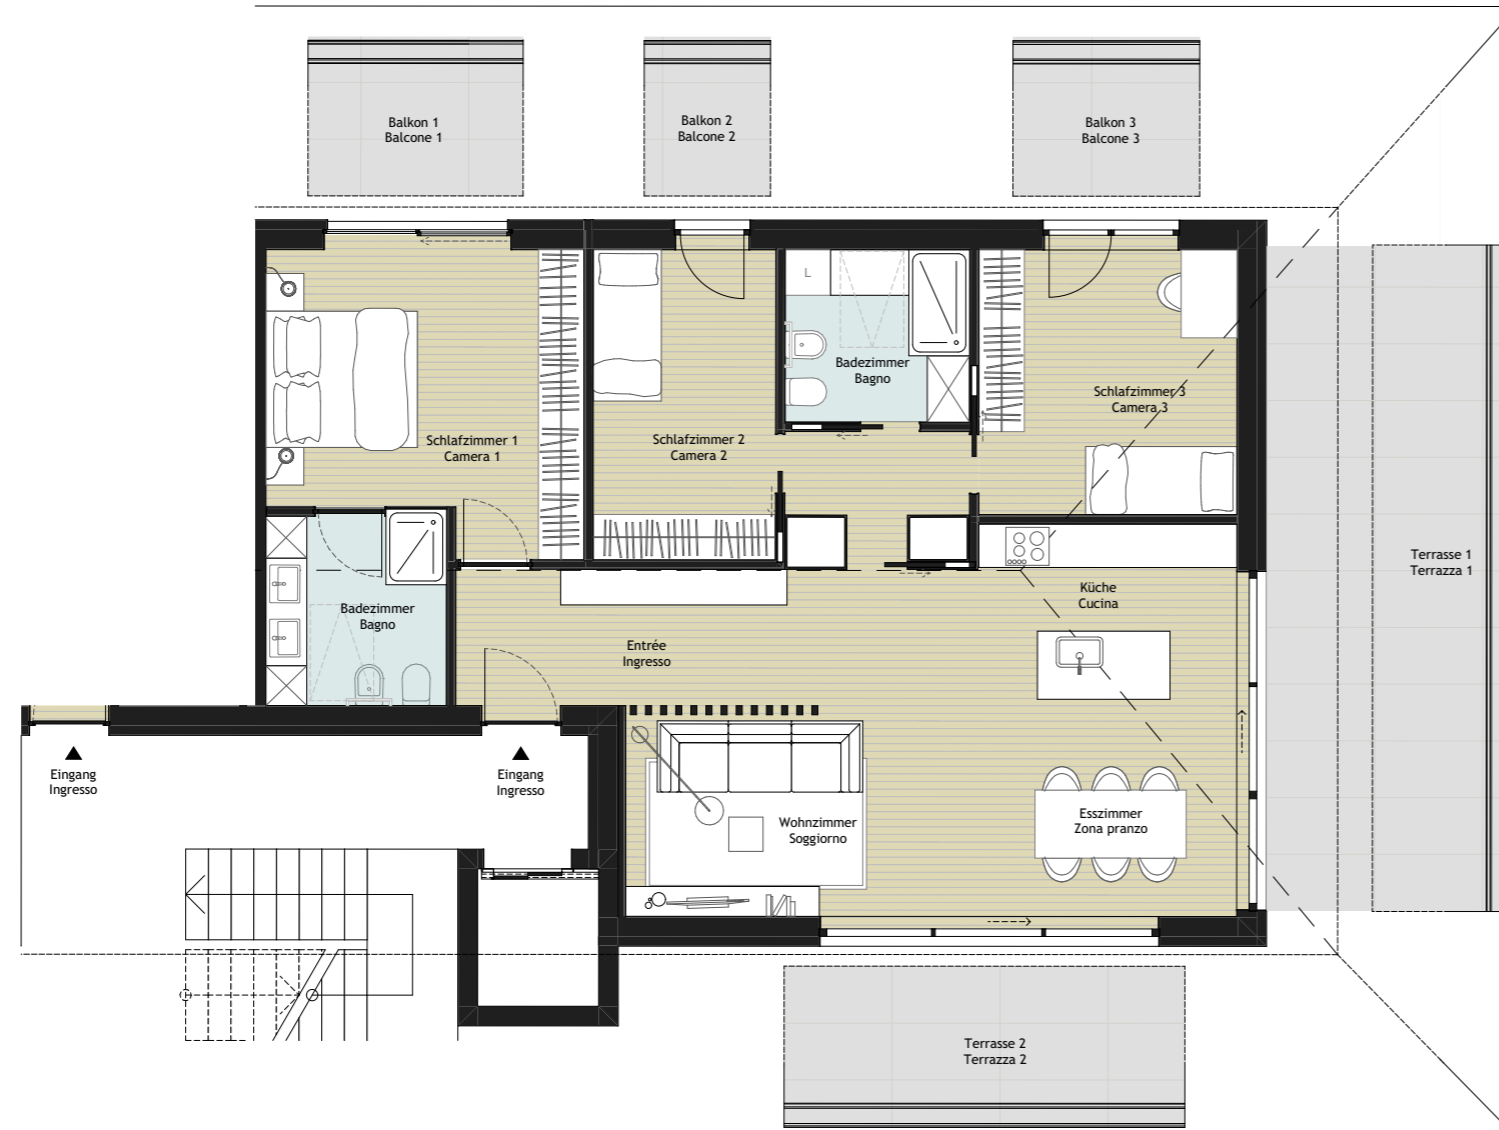 Balkon 1
Balcone 1
Balkon 2
Balcone 2
Balkon 3
Balcone 3
L
Badezimmer
Bagno
Schlafzimmer 3
Camera 3
Schlafzimmer 1
Camera 1
Schlafzimmer 2
Camera 2
Terrasse 1
Terrazza 1
Küche
Cucina
Badezimmer
Bagno
Entrée
Ingresso
Eingang
Ingresso
Eingang
Ingresso
Wohnzimmer
Soggiorno
Esszimmer
Zona pranzo
Terrasse 2
Terrazza 2